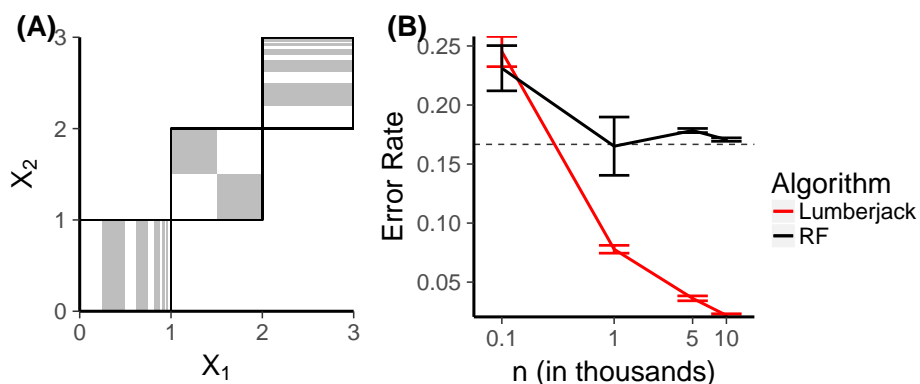 (A)
3
2
1
0
X2
0 1 2 3
X1
(B)
0.25
0.20
0.15
0.10
0.05
Error Rate
0.1 1 5 10
n (in thousands)
Algorithm
Lumberjack
RF